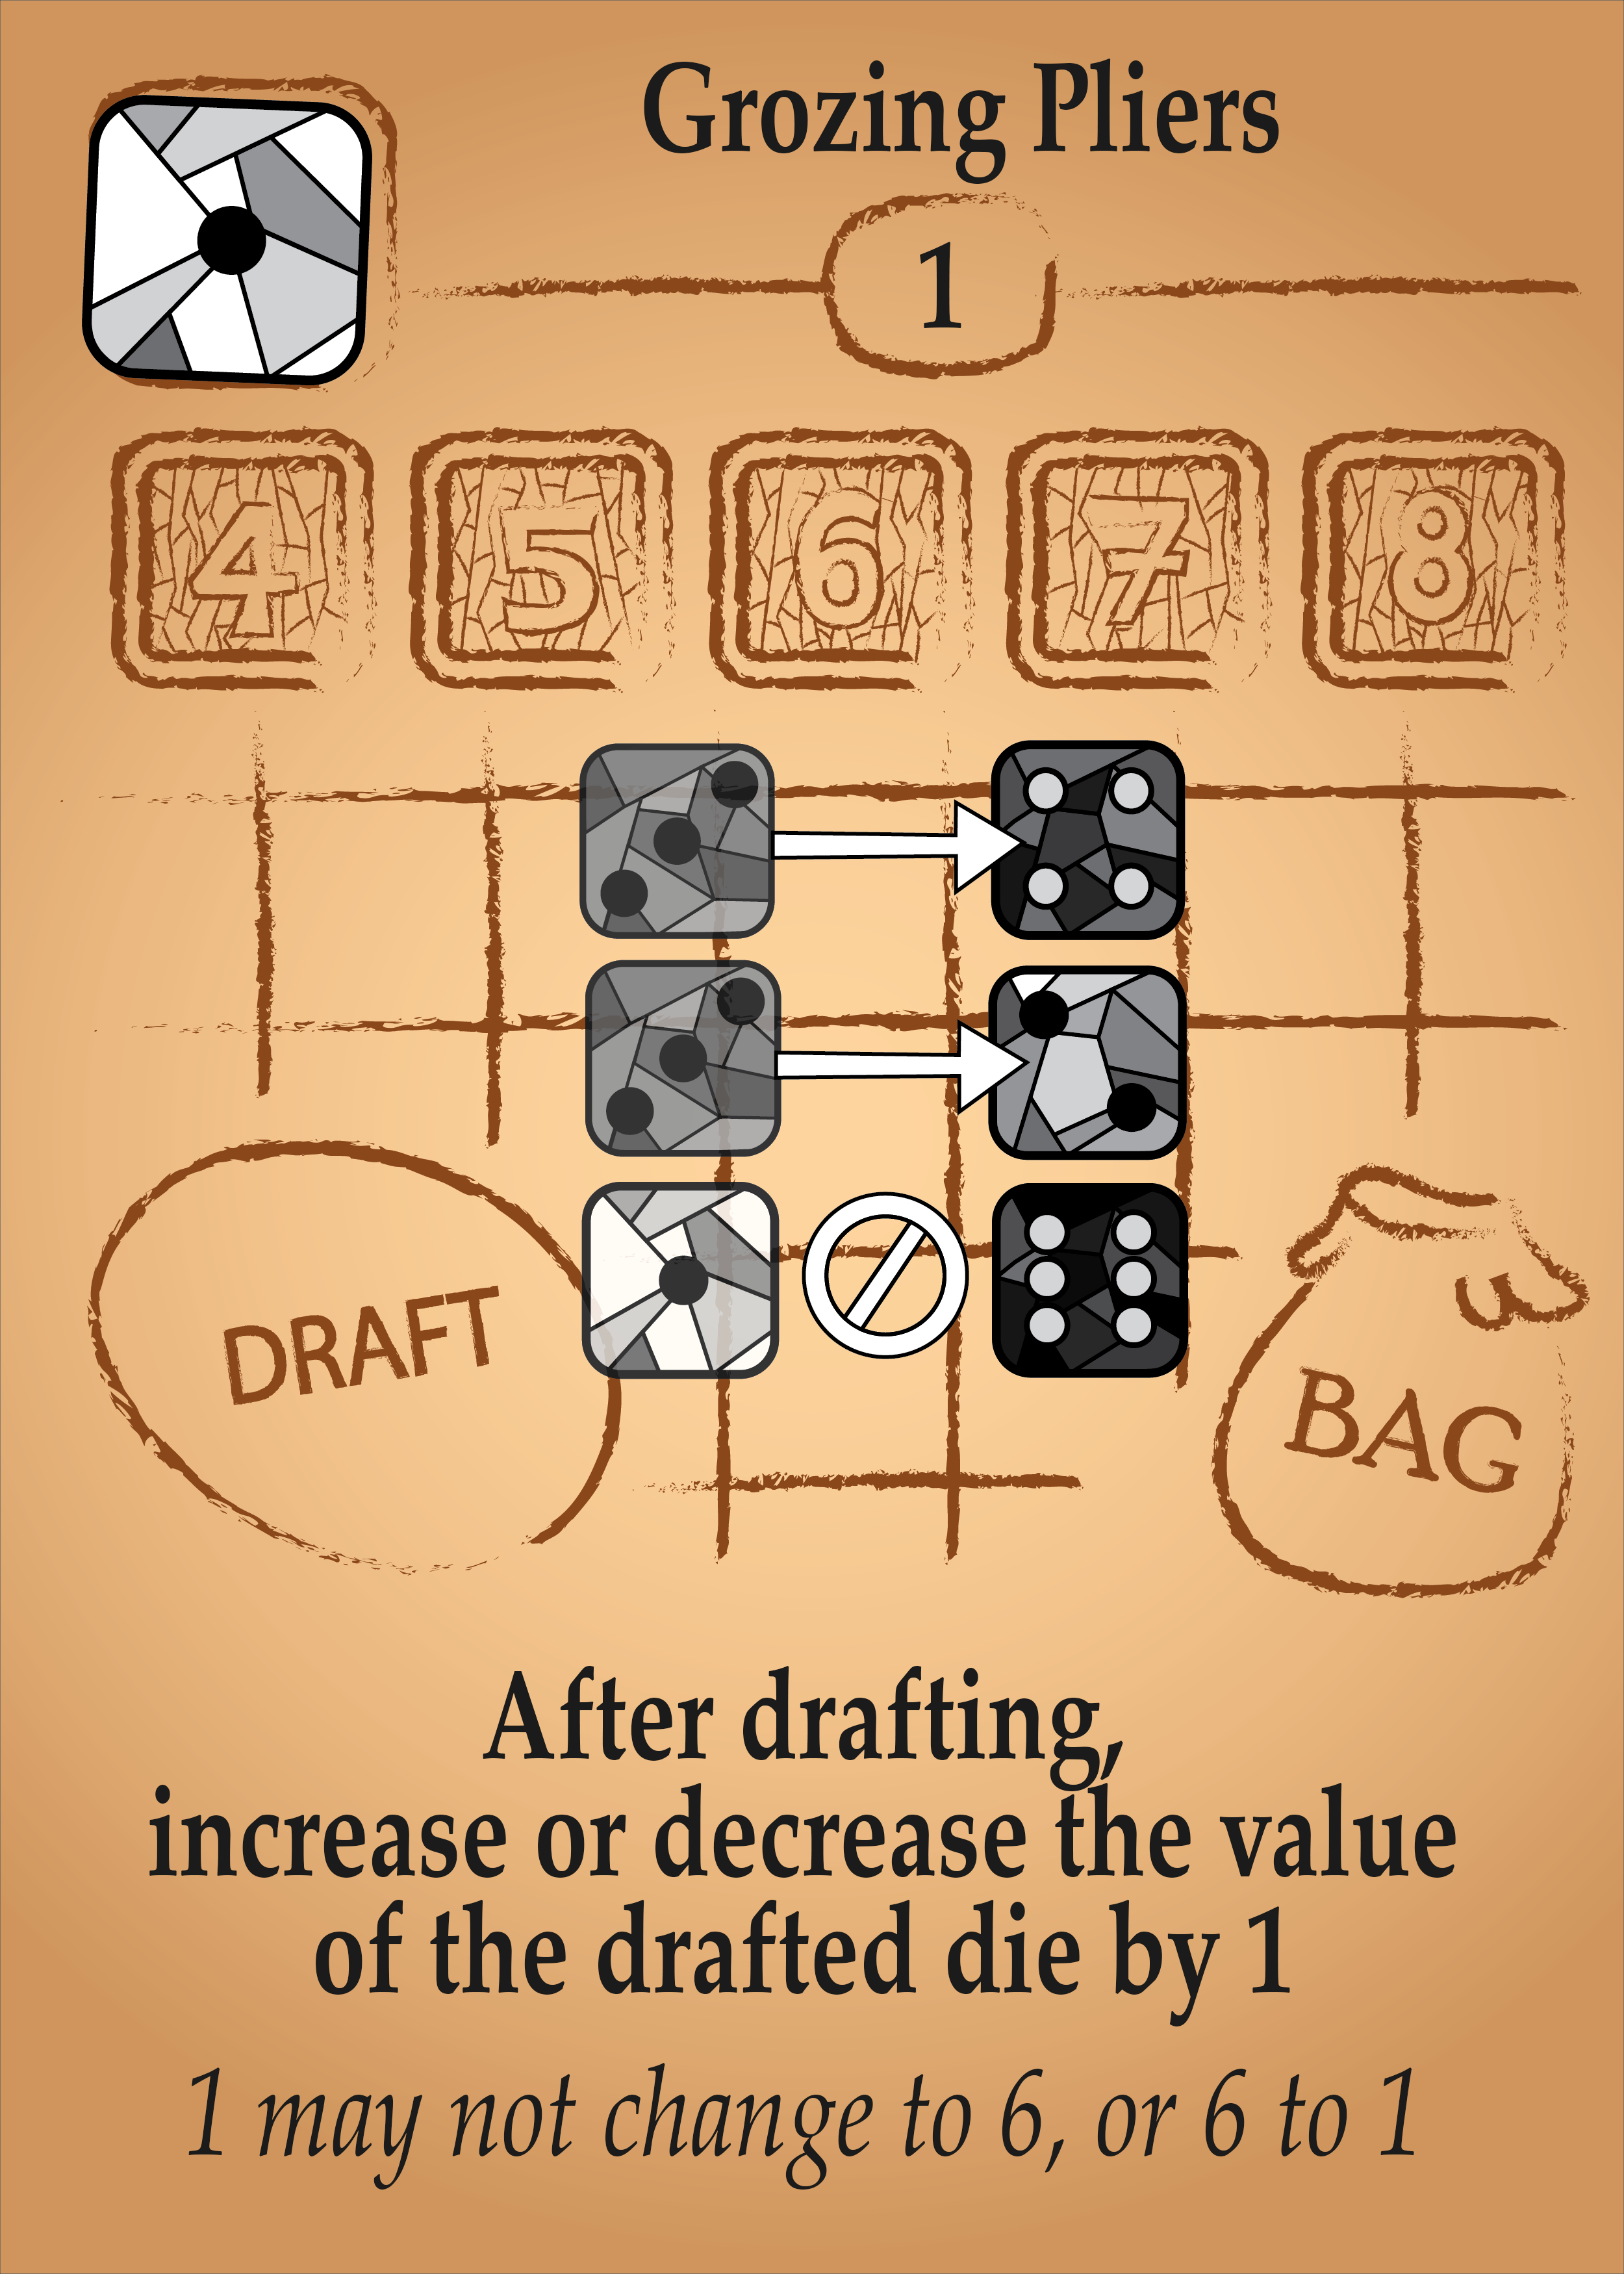 Grozing Pliers
1
4 5 6 7 8
DRAFT
BAG
After drafting,
increase or decrease the value
of the drafted die by 1
1 may not change to 6, or 6 to 1